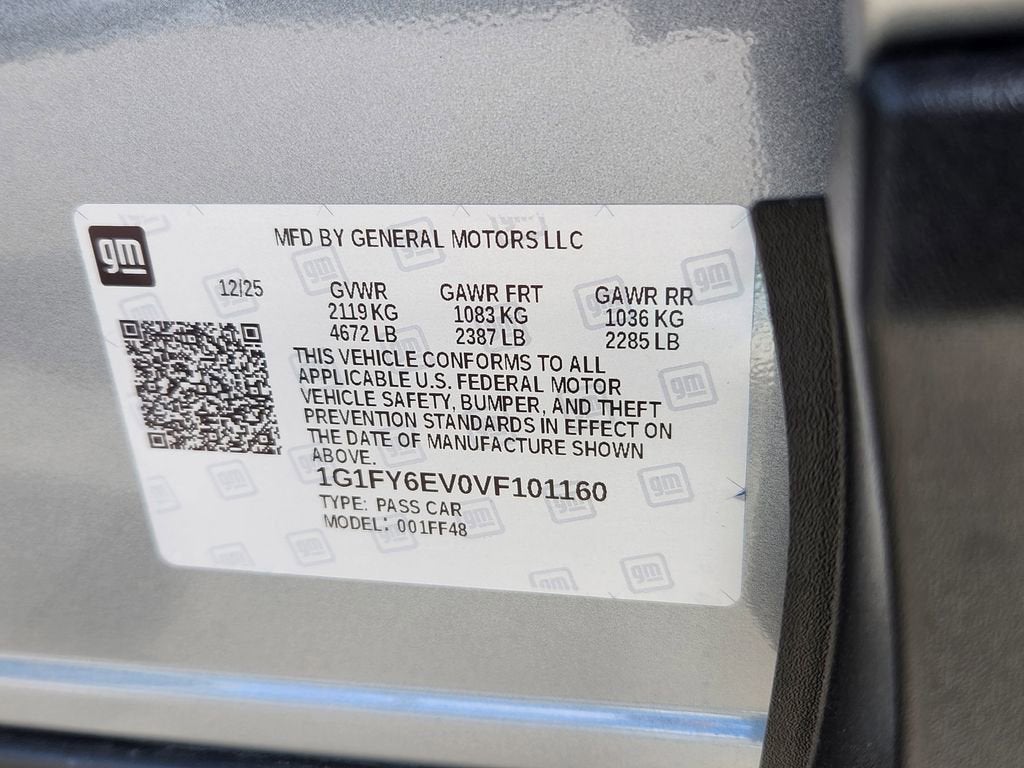 gm
MFD BY GENERAL MOTORS LLC
12/25
GVWR GAWR FRT GAWR RR
2119 KG 1083 KG 1036 KG
4672 LB 2387 LB 2285 LB
THIS VEHICLE CONFORMS TO ALL
APPLICABLE U.S. FEDERAL MOTOR
VEHICLE SAFETY, BUMPER, AND THEFT
PREVENTION STANDARDS IN EFFECT ON
THE DATE OF MANUFACTURE SHOWN
ABOVE.
1G1FY6EV0VF101160
TYPE: PASS CAR
MODEL: 001FF48